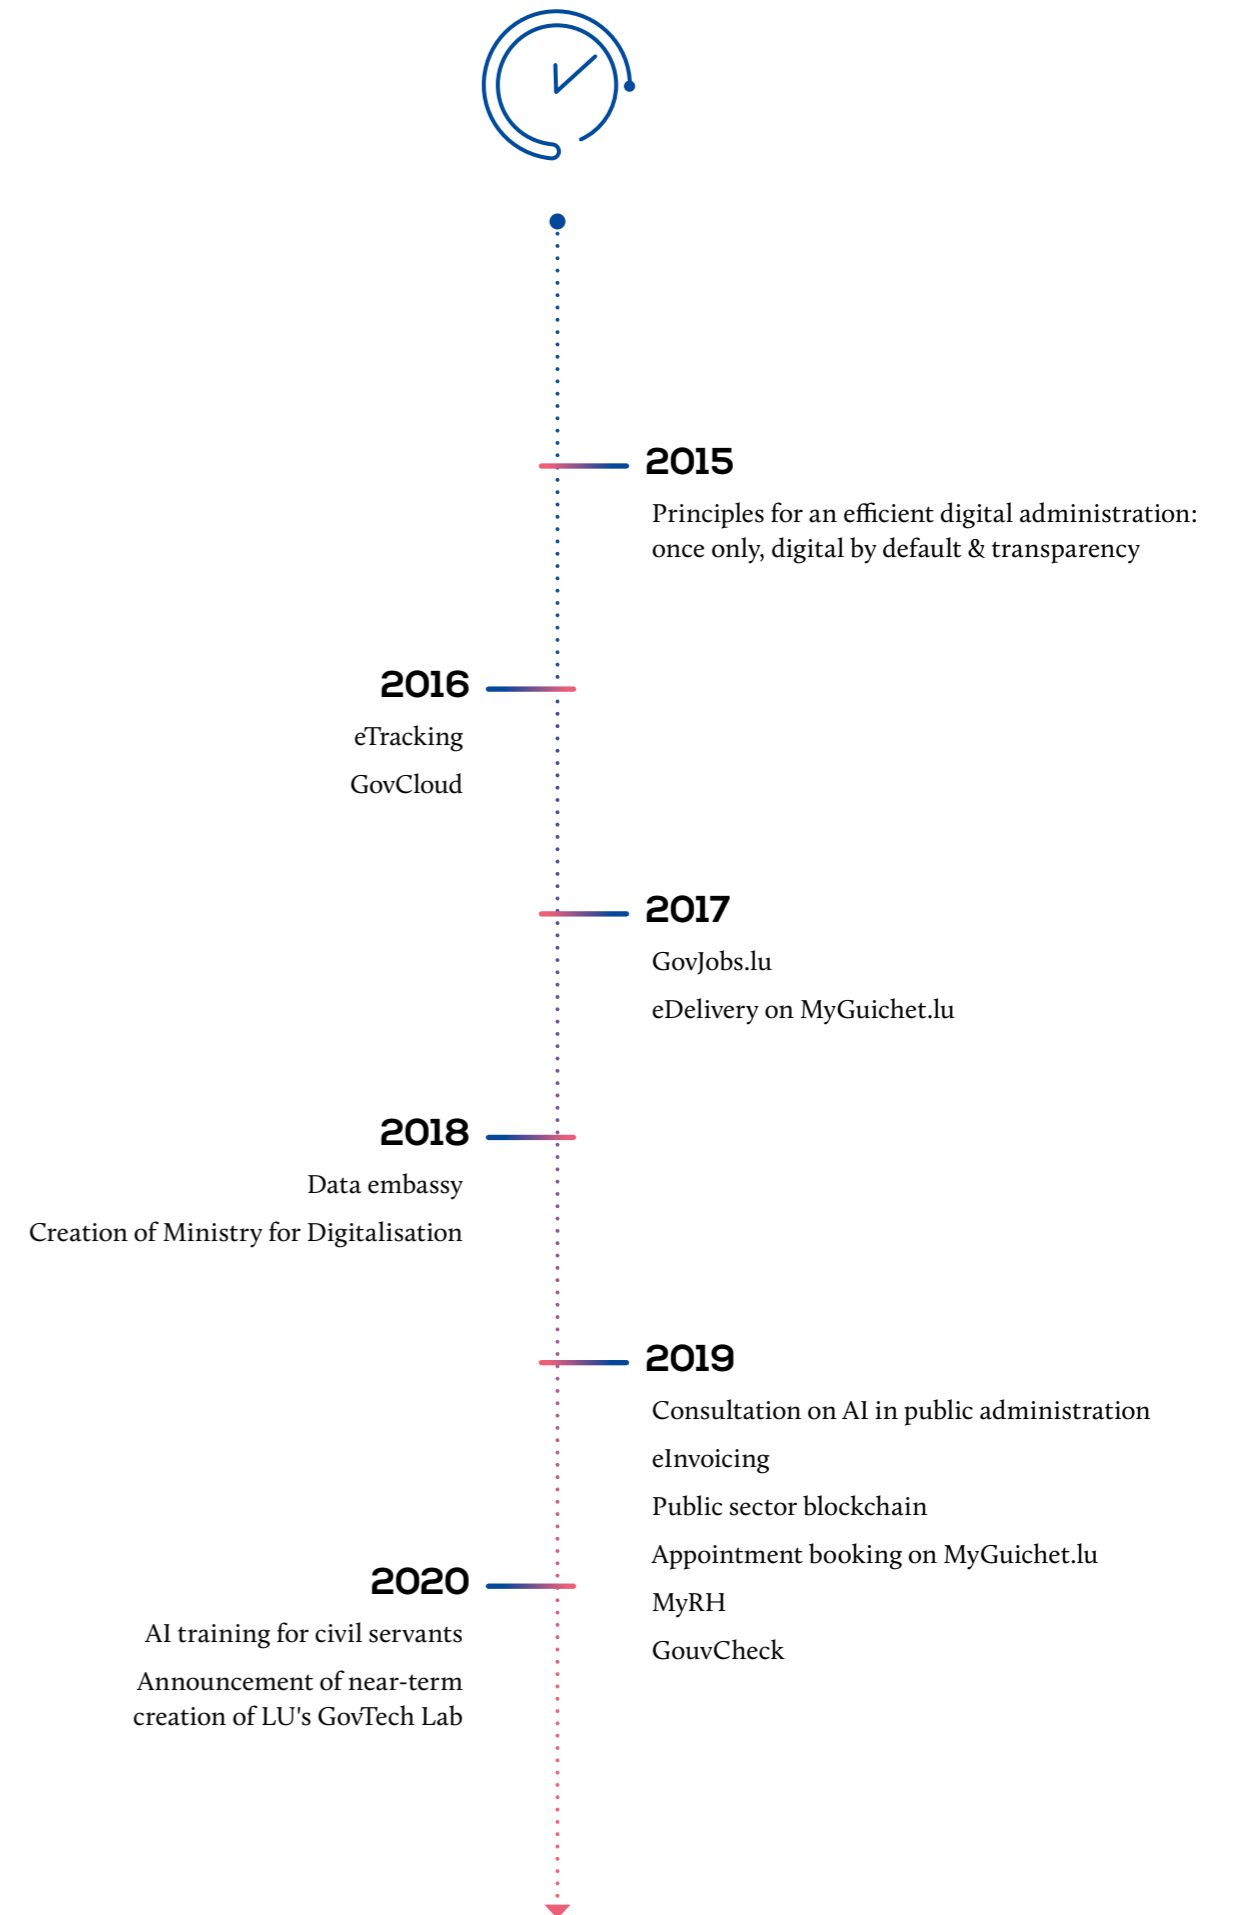 2015
Principles for an efficient digital administration:
once only, digital by default & transparency
2016
eTracking
GovCloud
2017
GovJobs.lu
eDelivery on MyGuichet.lu
2018
Data embassy
Creation of Ministry for Digitalisation
2019
Consultation on AI in public administration
eInvoicing
Public sector blockchain
Appointment booking on MyGuichet.lu
MyRH
GouvCheck
2020
AI training for civil servants
Announcement of near-term
creation of LU's GovTech Lab